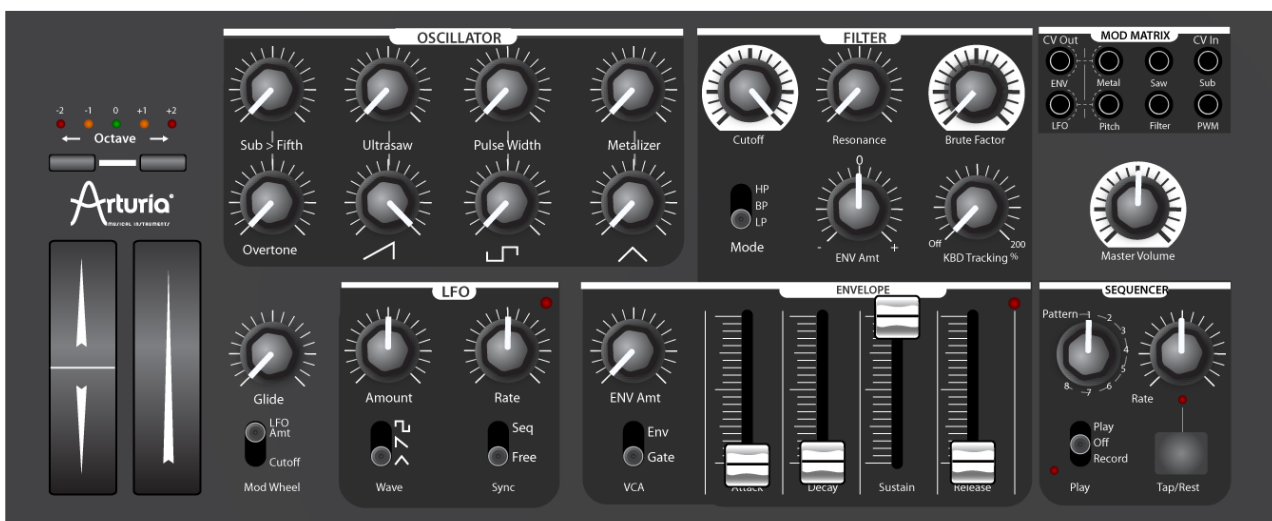 OSCILLATOR
FILTER
MOD MATRIX
CV Out
CV In
ENV
Metal
Saw
Sub
LFO
Pitch
Filter
PWM
-2 -1 0 +1 +2
Octave
Arturia®
MUSICAL INSTRUMENTS
Sub > Fifth
Ultrasaw
Pulse Width
Metalizer
Overtone
Cutoff
Resonance
Brute Factor
HP
BP
LP
Mode
0
- +
ENV Amt
Off
200
%
KBD Tracking
Master Volume
LFO
ENVELOPE
SEQUENCER
Glide
LFO
Amt
Cutoff
Mod Wheel
Amount
Rate
Wave
Seq
Free
Sync
ENV Amt
Env
Gate
VCA
Attack
Decay
Sustain
Release
Pattern
1
2
3
4
5
6
7
8
Rate
Play
Off
Record
Play
Tap/Rest